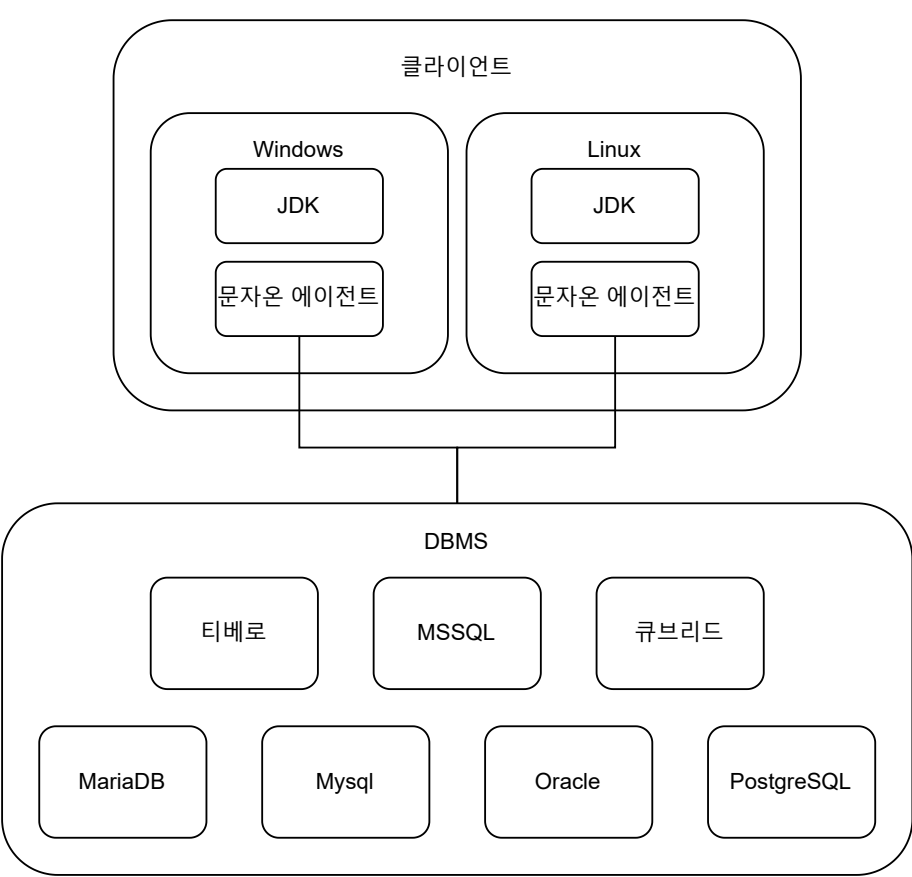 클라이언트
Windows
Linux
JDK
JDK
문자온 에이전트
문자온 에이전트
DBMS
티베로
MSSQL
큐브리드
MariaDB
Mysql
Oracle
PostgreSQL